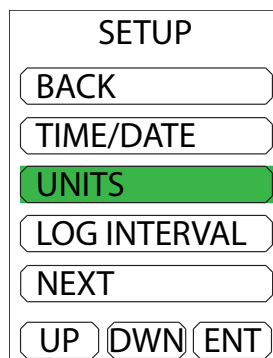 SETUP
BACK
TIME/DATE
UNITS
LOG INTERVAL
NEXT
UP DWN ENT